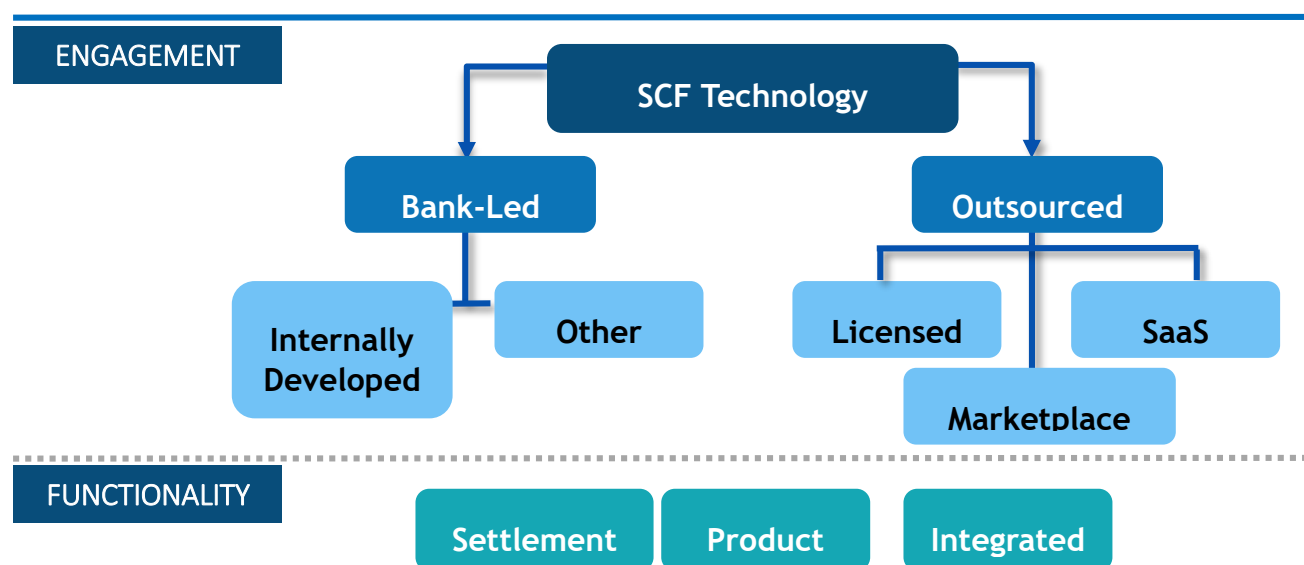 ENGAGEMENT
SCF Technology
Bank-Led
Outsourced
Internally
Developed
Other
Licensed
SaaS
Marketplace
FUNCTIONALITY
Settlement
Product
Integrated